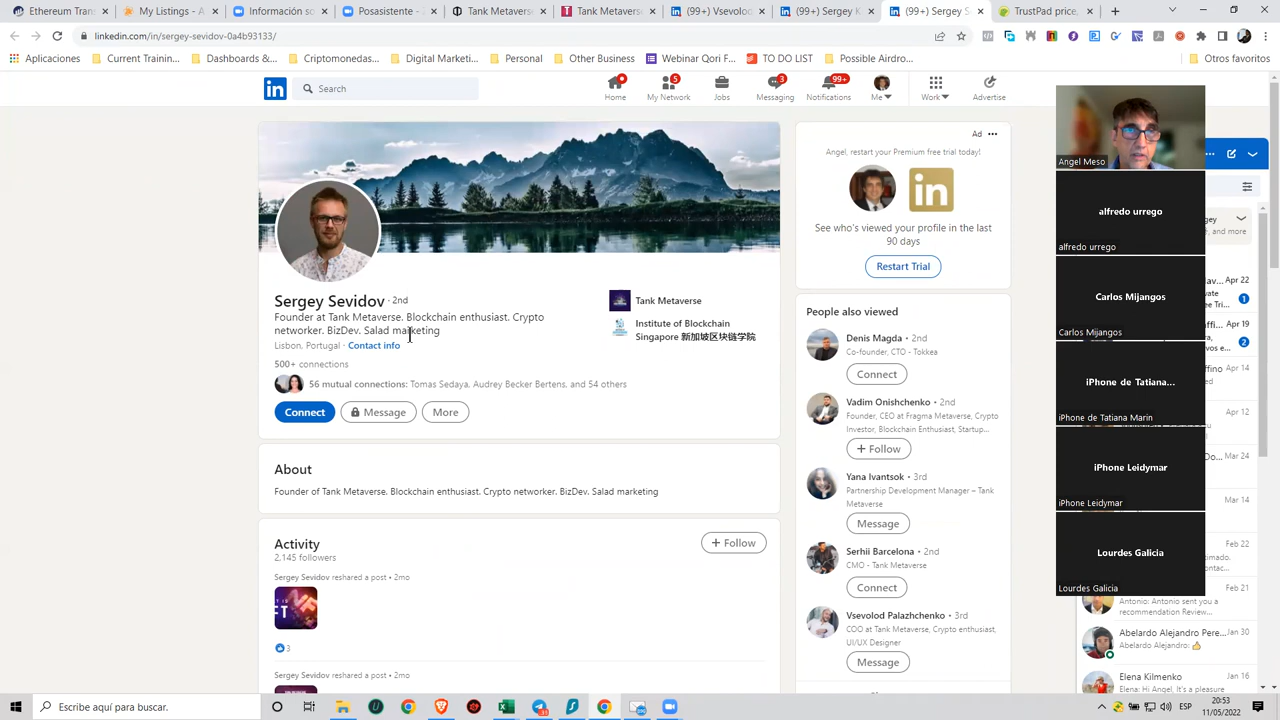 Ethereum Trans
My Listings - A
Información so
Posasistente -
Tank Metavers
Tank Metaverse
(99+) Vsevolod
(99+) Sergey K
(99+) Sergey S
TrustPad price,
linkedin.com/in/sergey-sevidov-0a4b93133/
Aplicaciones
Current Trainin...
Dashboards &...
Criptomonedas...
Digital Marketi...
Personal
Other Business
Webinar Qori F...
TO DO LIST
Possible Airdro...
Otros favoritos
Search
Home
My Network
5
Jobs
Messaging
3
Notifications
99+
Me
Work
Advertise
Sergey Sevidov · 2nd
Founder at Tank Metaverse. Blockchain enthusiast. Crypto
networker. BizDev. Salad marketing
Lisbon, Portugal · Contact info
500+ connections
56 mutual connections: Tomas Sedaya, Audrey Becker Bertens, and 54 others
Connect
Message
More
Tank Metaverse
Institute of Blockchain
Singapore 新加坡区块链学院
About
Founder of Tank Metaverse. Blockchain enthusiast. Crypto networker. BizDev. Salad marketing
Activity
2,145 followers
+ Follow
Sergey Sevidov reshared a post • 2mo
3
Sergey Sevidov reshared a post • 2mo
Ad
Angel, restart your Premium free trial today!
in
See who's viewed your profile in the last
90 days
Restart Trial
People also viewed
Denis Magda • 2nd
Co-founder, CTO - Tokkea
Connect
Vadim Onishchenko • 2nd
Founder, CEO at Fragma Metaverse, Crypto
Investor, Blockchain Enthusiast, Startup...
+ Follow
Yana Ivantsok • 3rd
Partnership Development Manager – Tank
Metaverse
Message
Serhii Barcelona • 2nd
CMO - Tank Metaverse
Connect
Vsevolod Palazhchenko • 3rd
COO at Tank Metaverse, Crypto enthusiast,
UI/UX Designer
Message
Angel Meso
alfredo urrego
alfredo urrego
Carlos Mijangos
Carlos Mijangos
iPhone de Tatiana...
iPhone de Tatiana Marin
iPhone Leidymar
iPhone Leidymar
Lourdes Galicia
Lourdes Galicia
and more
Apr 22
1
Apr 19
2
Apr 14
Apr 12
Mar 24
Mar 14
Feb 22
Feb 21
Antonio: Antonio sent you a
recommendation Review...
Abelardo Alejandro Pere...
Jan 30
Abelardo Alejandro: 👍
Elena Kilmenko
Jan 16
Elena: Hi Angel, It's a pleasure
Escribe aquí para buscar.
ESP
20:53
11/05/2022